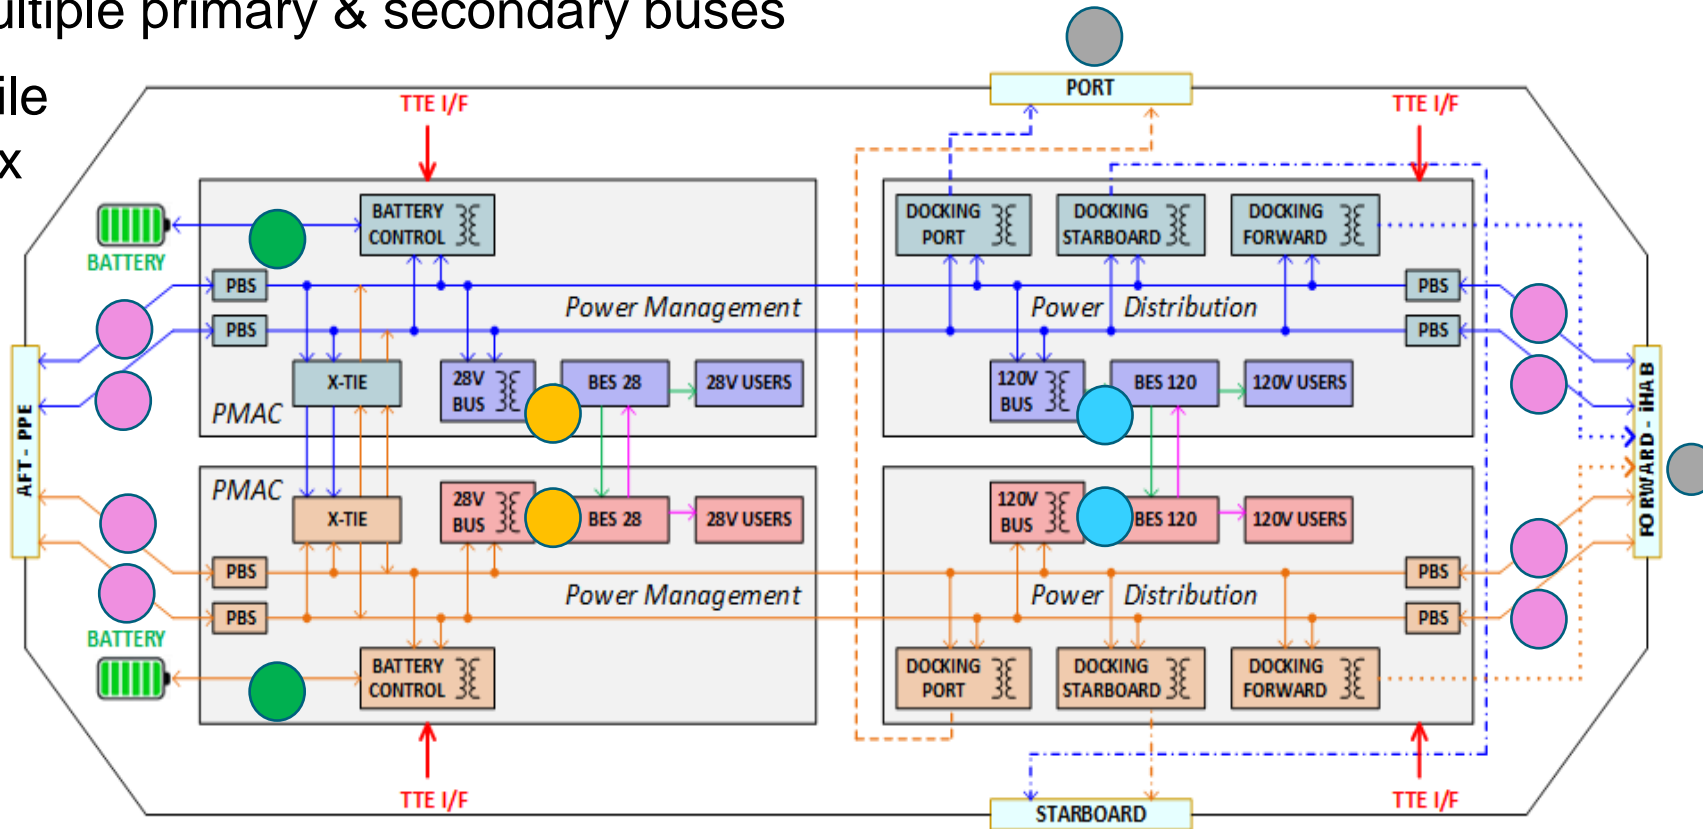 ultiple primary & secondary buses
ile
x
PORT
TTE I/F
TTE I/F
BATTERY
CONTROL
DOCKING
PORT
DOCKING
STARBOARD
DOCKING
FORWARD
BATTERY
PBS
PBS
Power Management
Power Distribution
PBS
PBS
X-TIE
28V
BUS
BES 28
28V USERS
120V
BUS
BES 120
120V USERS
PMAC
AFT- PPE
FORWARD - iHAB
PMAC
X-TIE
28V
BUS
BES 28
28V USERS
120V
BUS
BES 120
120V USERS
PBS
PBS
Power Management
Power Distribution
PBS
PBS
BATTERY
BATTERY
CONTROL
DOCKING
PORT
DOCKING
STARBOARD
DOCKING
FORWARD
TTE I/F
TTE I/F
STARBOARD